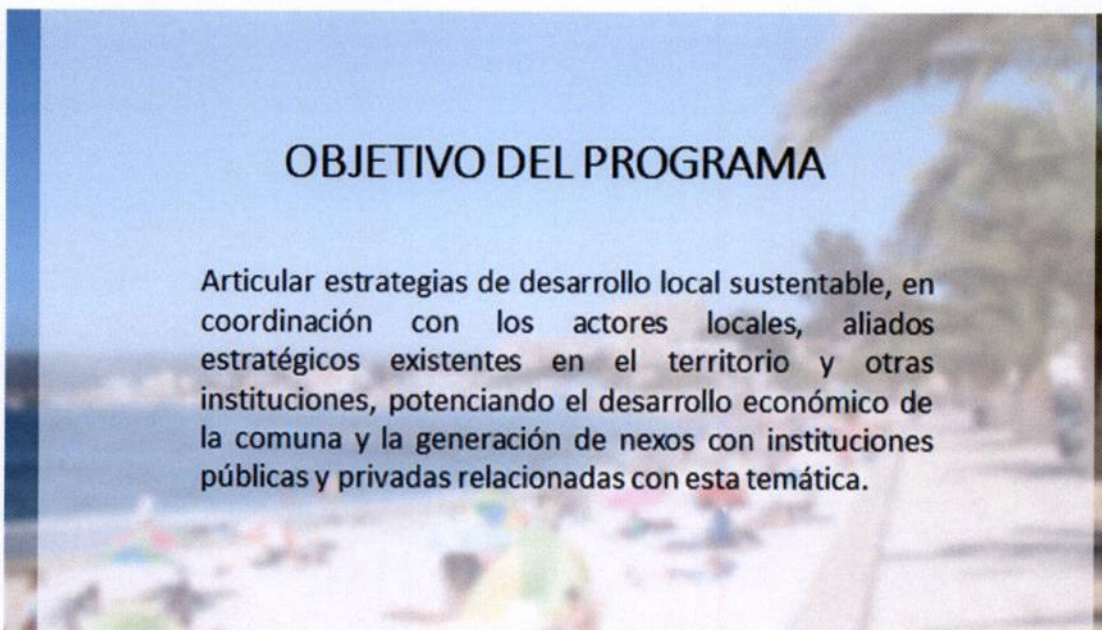 OBJETIVO DEL PROGRAMA
Articular estrategias de desarrollo local sustentable, en
coordinación con los actores locales, aliados
estratégicos existentes en el territorio y otras
instituciones, potenciando el desarrollo económico de
la comuna y la generación de nexos con instituciones
públicas y privadas relacionadas con esta temática.